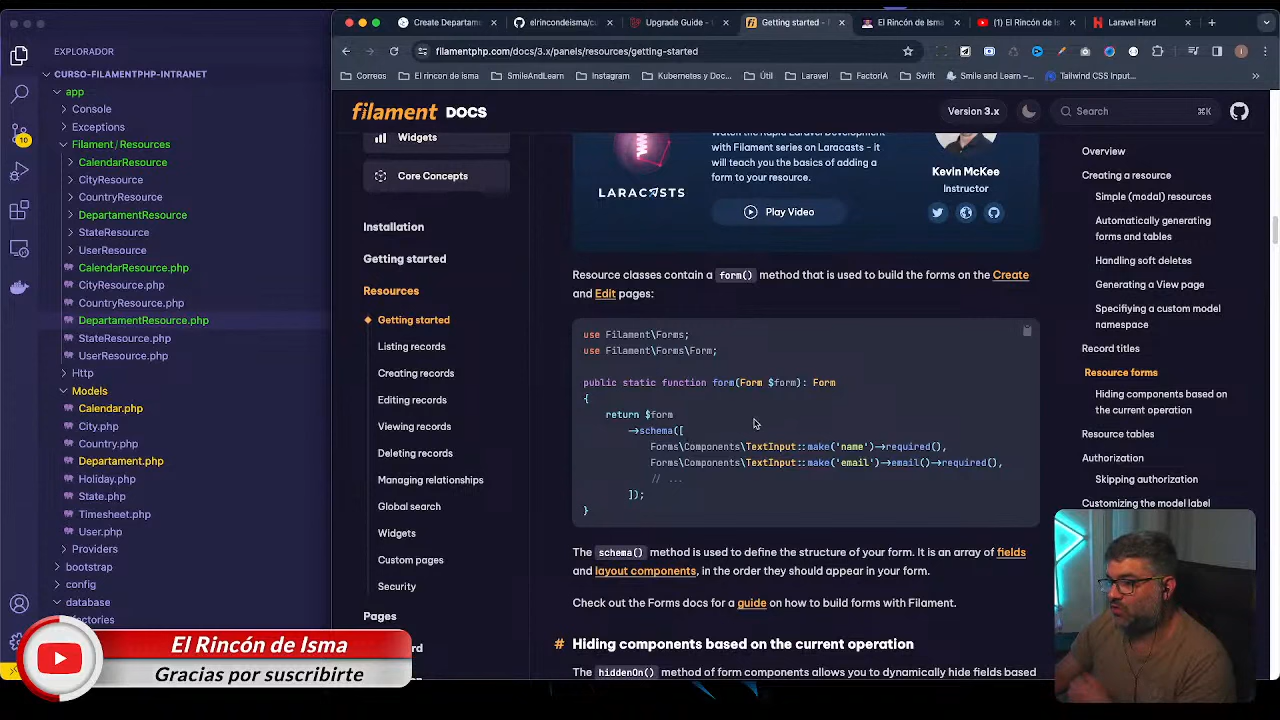 EXPLORADOR
CURSO-FILAMENTPHP-INTRANET
app
Console
Exceptions
Filament/Resources
CalendarResource
CityResource
CountryResource
DepartamentResource
StateResource
UserResource
CalendarResource.php
CityResource.php
CountryResource.php
DepartamentResource.php
StateResource.php
UserResource.php
Http
Models
Calendar.php
City.php
Country.php
Departament.php
Holiday.php
State.php
Timesheet.php
User.php
Providers
bootstrap
config
database
10
Create Departam
elrincondeisma/cu
Upgrade Guide -
Getting started -
El Rincón de Isma
(1) El Rincón de Is
Laravel Herd
filamentphp.com/docs/3.x/panels/resources/getting-started
Correos
El rincon de isma
SmileAndLearn
Instagram
Kubernetes y Doc...
Útil
Laravel
FactorIA
Swift
Smile and Learn –...
Tailwind CSS Input...
filament DOCS
Version 3.x
Search
⌘K
Widgets
Core Concepts
Installation
Getting started
Resources
Getting started
Listing records
Creating records
Editing records
Viewing records
Deleting records
Managing relationships
Global search
Widgets
Custom pages
Security
Pages
Watch the Rapid Laravel Development
with Filament series on Laracasts - it
will teach you the basics of adding a
form to your resource.
Play Video
LARACASTS
Kevin McKee
Instructor
Resource classes contain a form() method that is used to build the forms on the Create
and Edit pages:
use Filament\Forms;
use Filament\Forms\Form;
public static function form(Form $form): Form
{
return $form
->schema([
Forms\Components\TextInput::make('name')->required(),
Forms\Components\TextInput::make('email')->email()->required(),
// ...
]);
}
The schema() method is used to define the structure of your form. It is an array of fields
and layout components, in the order they should appear in your form.
Check out the Forms docs for a guide on how to build forms with Filament.
# Hiding components based on the current operation
The hiddenOn() method of form components allows you to dynamically hide fields based
Overview
Creating a resource
Simple (modal) resources
Automatically generating
forms and tables
Handling soft deletes
Generating a View page
Specifying a custom model
namespace
Record titles
Resource forms
Hiding components based on
the current operation
Resource tables
Authorization
Skipping authorization
Customizing the model label
El Rincón de Isma
Gracias por suscribirte